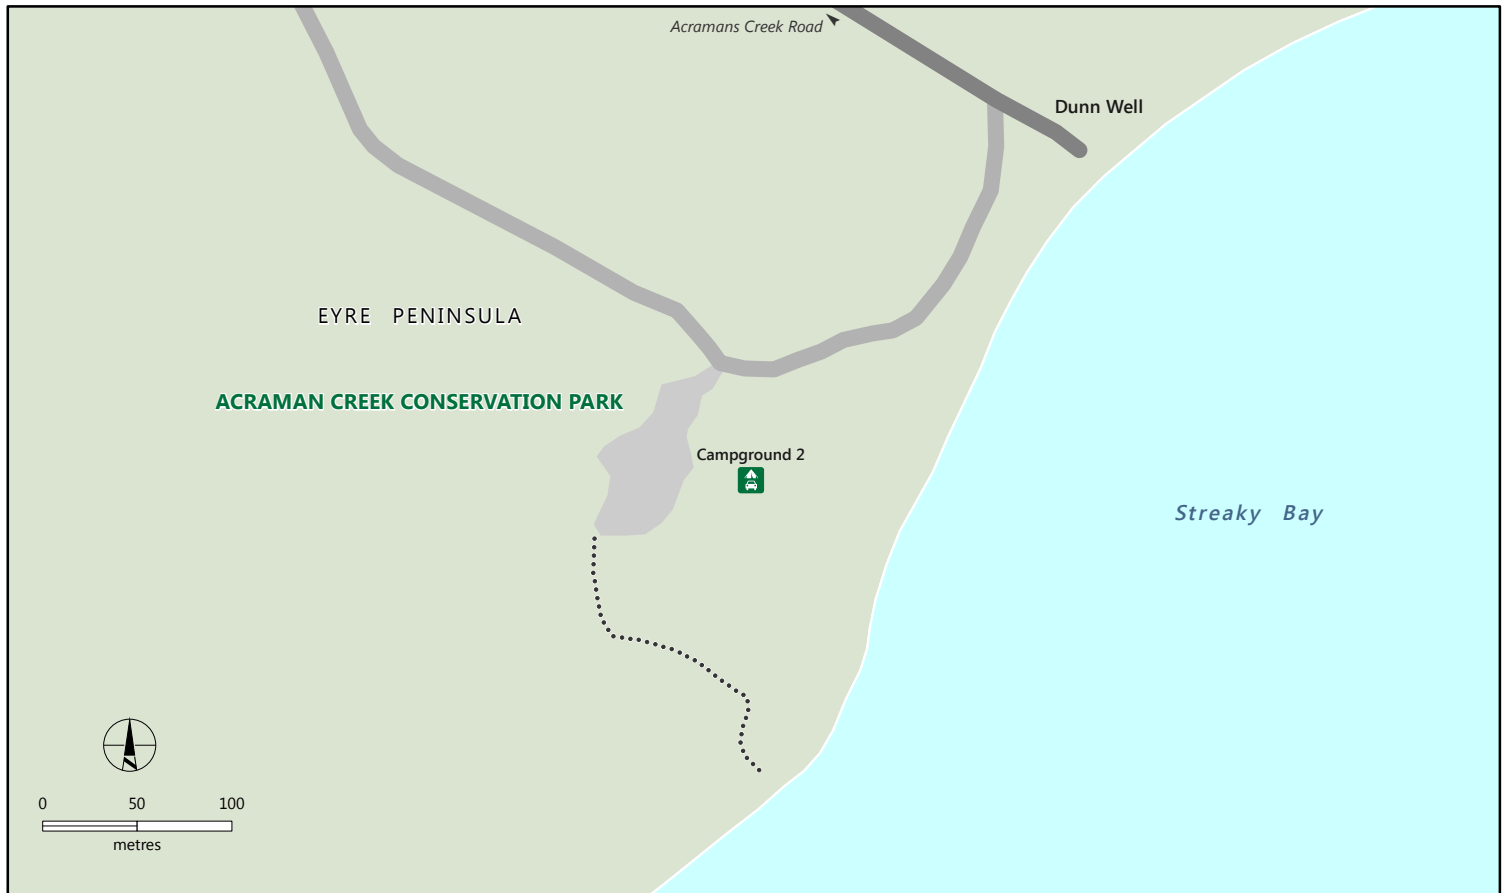 Acramans Creek Road
Dunn Well
EYRE PENINSULA
ACRAMAN CREEK CONSERVATION PARK
Campground 2
Streaky Bay
0 50 100
metres